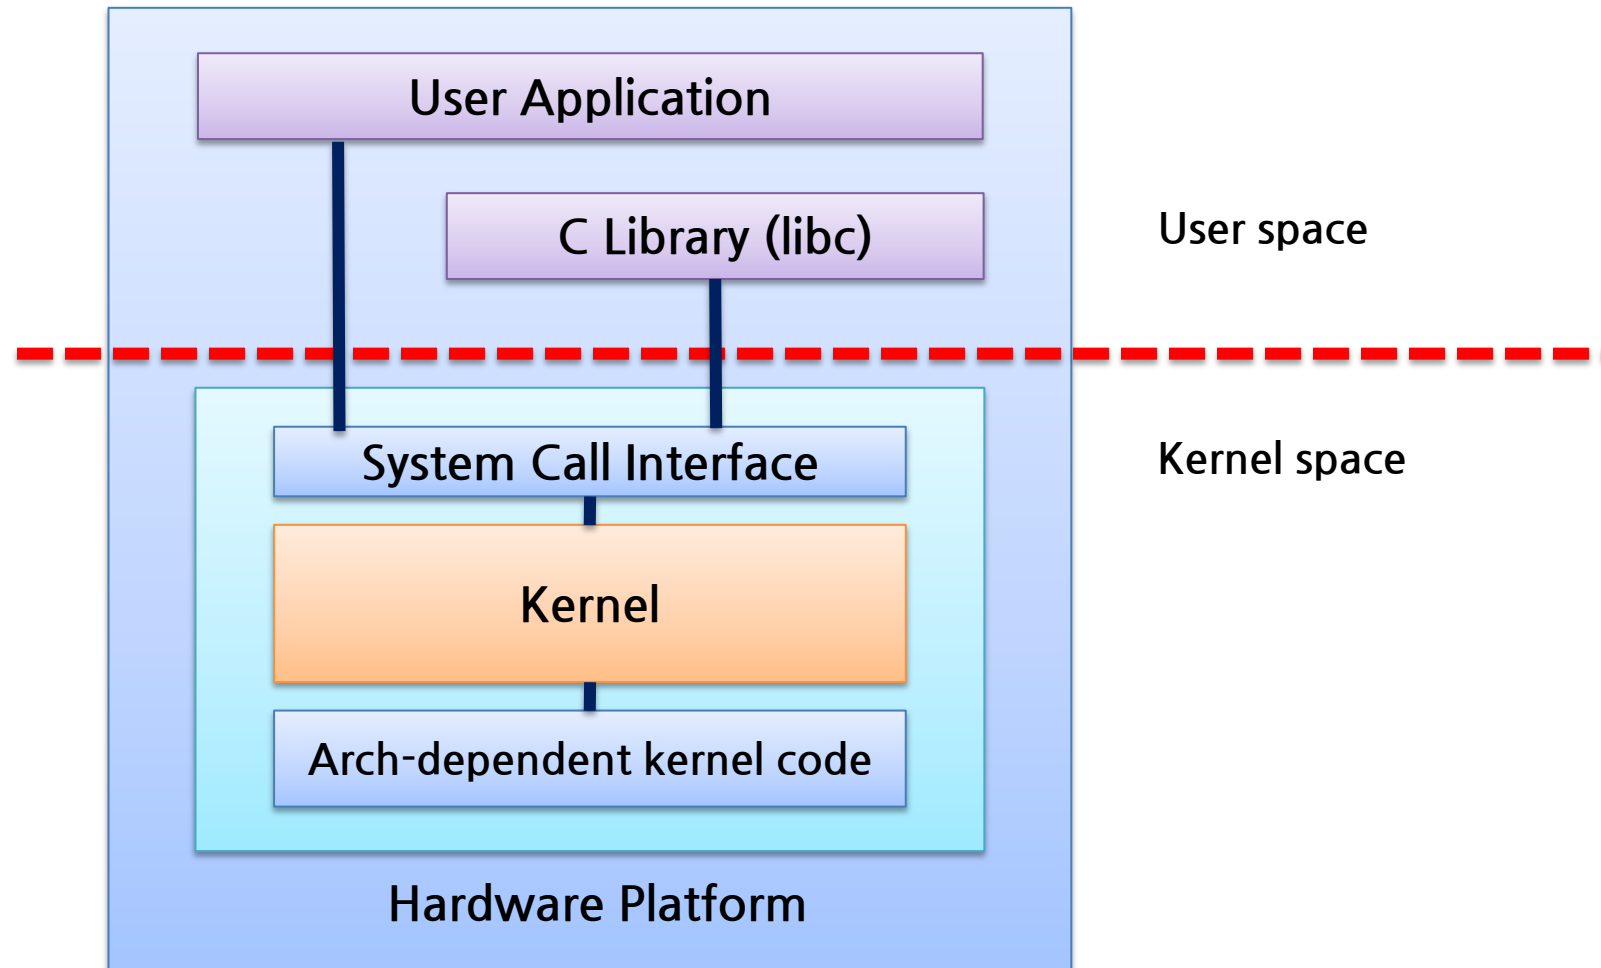 User Application
C Library (libc)
User space
System Call Interface
Kernel space
Kernel
Arch-dependent kernel code
Hardware Platform